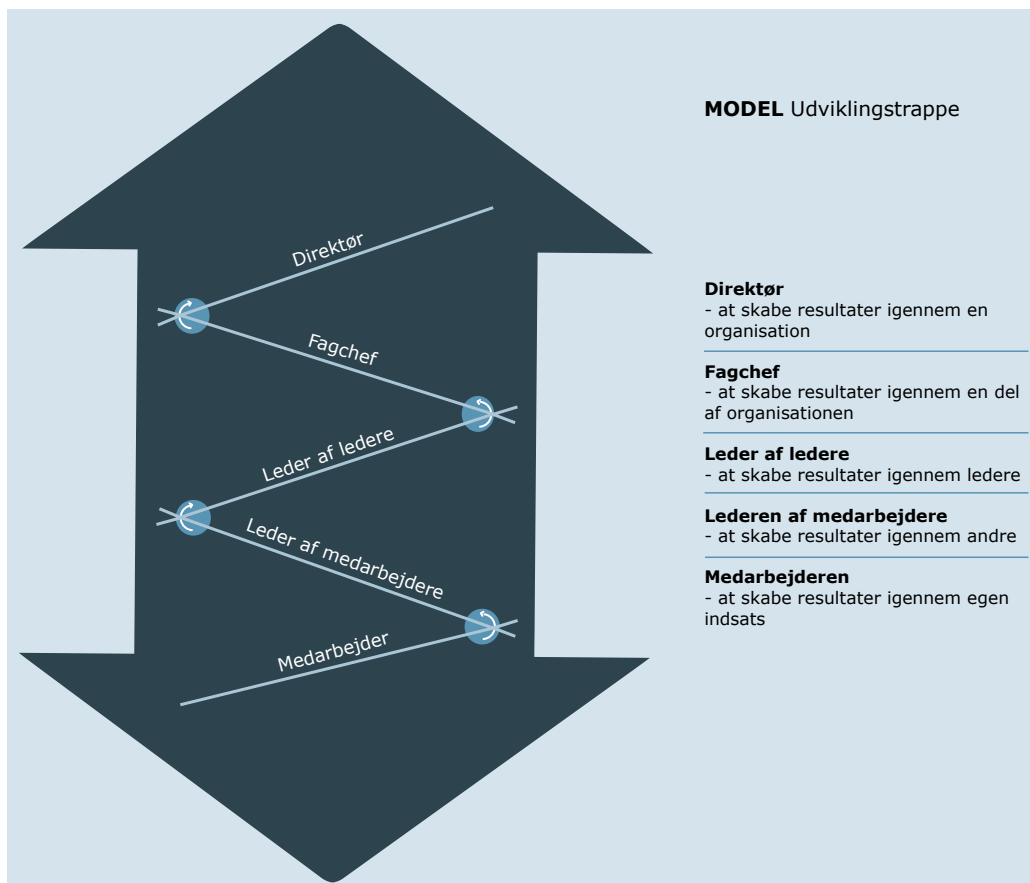 MODEL Udviklingstrappe
Direktør
Fagchef
Leder af ledere
Leder af medarbejdere
Medarbejder
Direktør
- at skabe resultater igennem en
organisation
Fagchef
- at skabe resultater igennem en del
af organisationen
Leder af ledere
- at skabe resultater igennem ledere
Lederen af medarbejdere
- at skabe resultater igennem andre
Medarbejderen
- at skabe resultater igennem egen
indsats